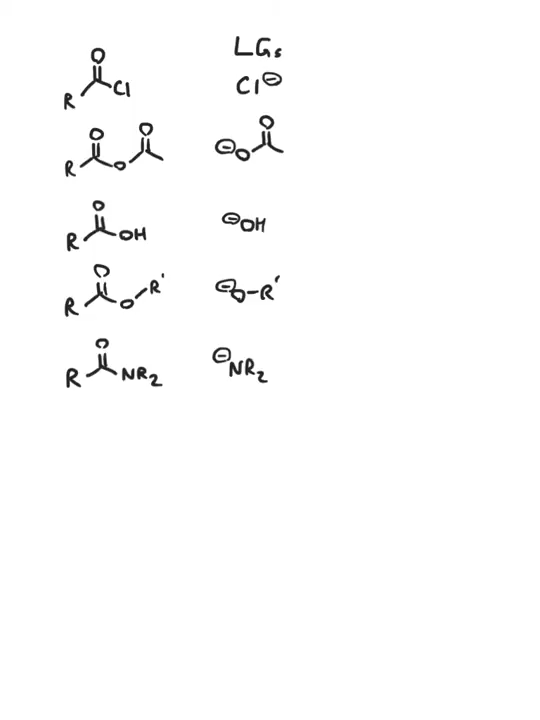 LGs
O
R Cl Cl⊖
O O O
R O ⊖O
O
R OH ⊖OH
O
R O R' ⊖O-R'
O
R NR₂ ⊖NR₂